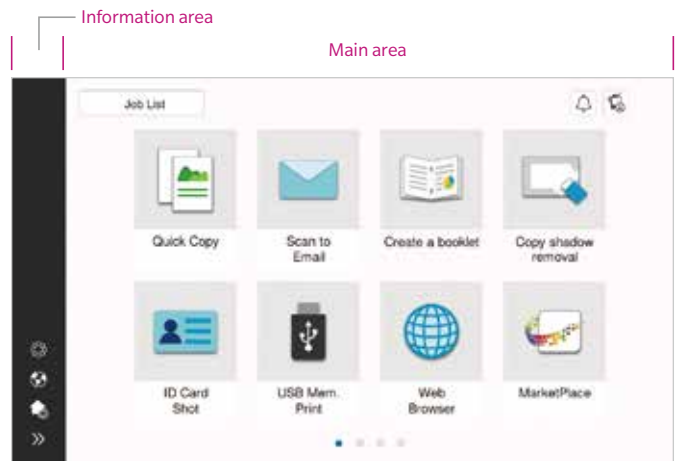 Information area
Main area
Job List
Quick Copy
Scan to
Email
Create a booklet
Copy shadow
removal
ID Card
Shot
USB Mem.
Print
Web
Browser
MarketPlace